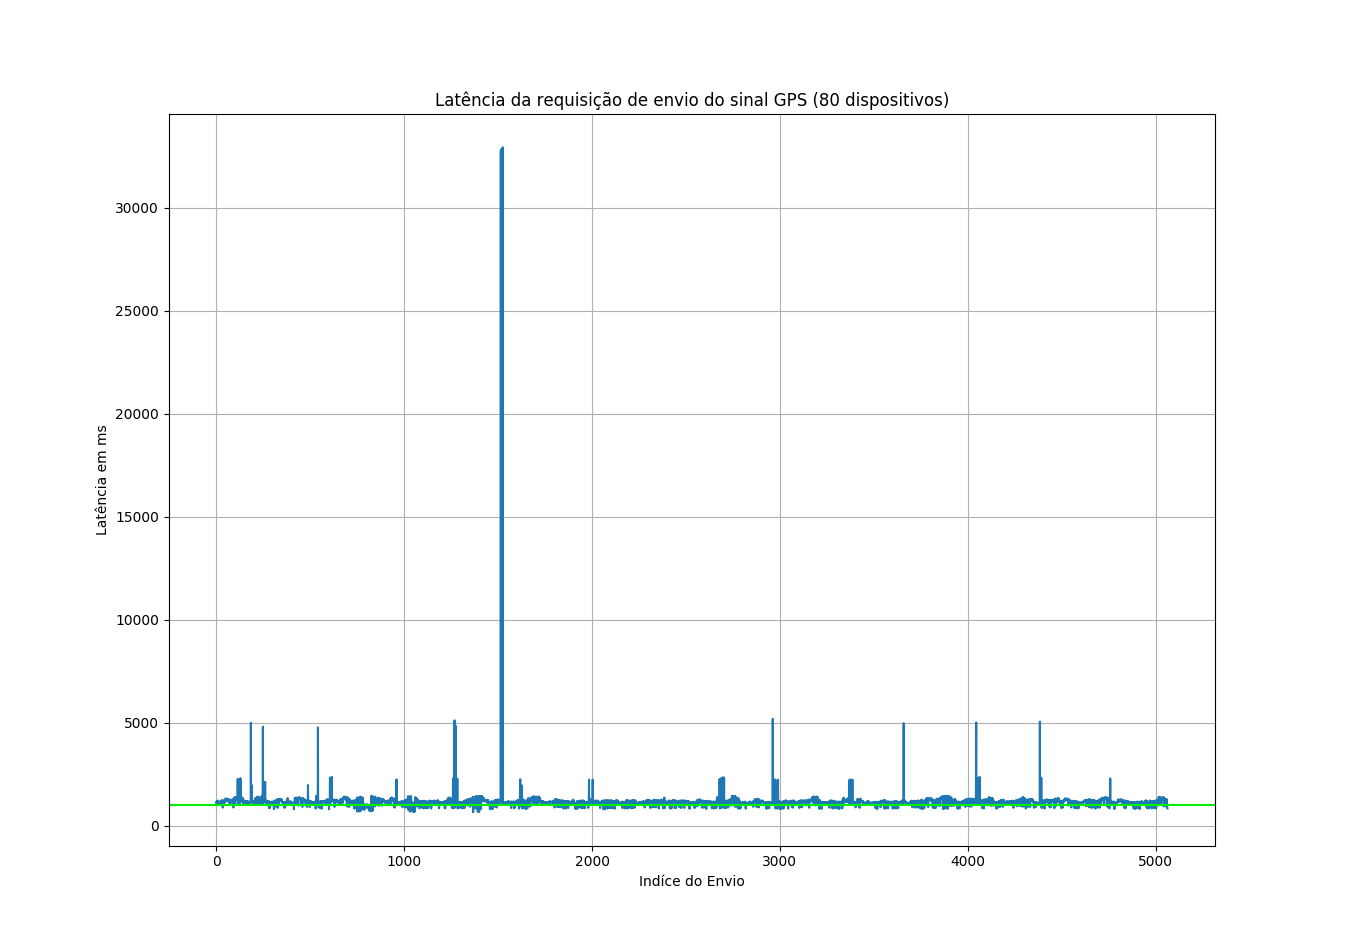 Latência da requisição de envio do sinal GPS (80 dispositivos)
30000
25000
20000
15000
10000
5000
0
Latência em ms
0 1000 2000 3000 4000 5000
Indíce do Envio